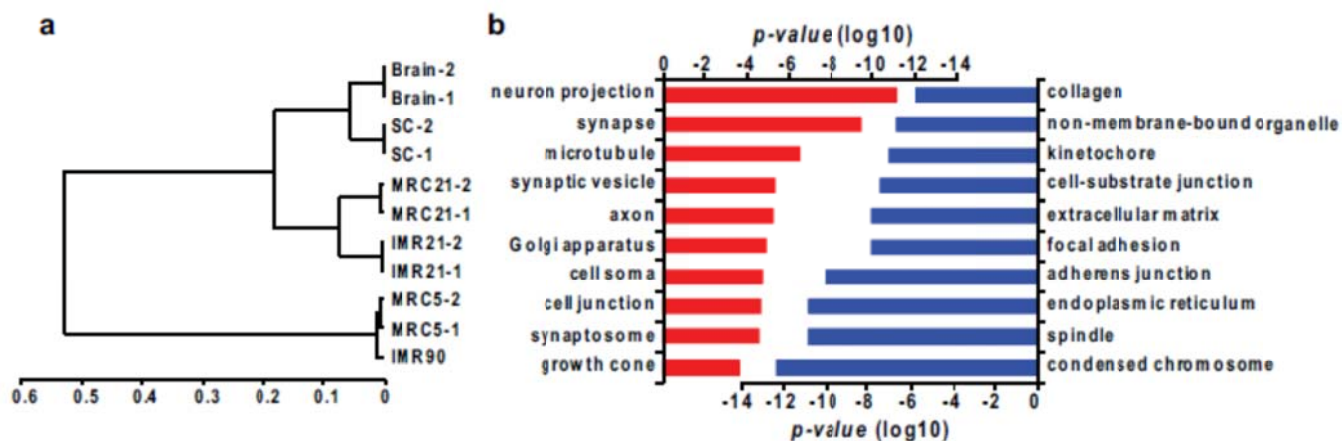 a
Brain-2
Brain-1
SC-2
SC-1
MRC21-2
MRC21-1
IMR21-2
IMR21-1
MRC5-2
MRC5-1
IMR90
0.6 0.5 0.4 0.3 0.2 0.1 0
b
p-value (log10)
0 -2 -4 -6 -8 -10 -12 -14
neuron projection collagen
synapse non-membrane-bound organelle
microtubule kinetochore
synaptic vesicle cell-substrate junction
axon extracellular matrix
Golgi apparatus focal adhesion
cell soma adherens junction
cell junction endoplasmic reticulum
synaptosome spindle
growth cone condensed chromosome
-14 -12 -10 -8 -6 -4 -2 0
p-value (log10)